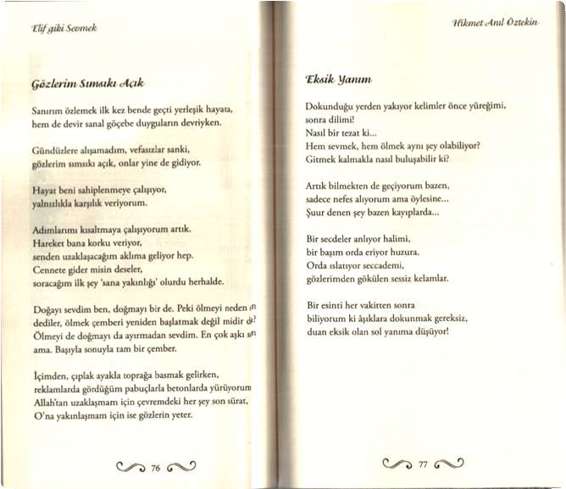 Elif gibi Sevmek
Gözlerim Sımsıkı Açık
Sanırım özlemek ilk kez bende geçti yerleşik hayata,
hem de devir sanal göçebe duyguların devriyken.
Gündüzlere alışamadım, vefasızlar sanki,
gözlerim sımsıkı açık, onlar yine de gidiyor.
Hayat beni sahiplenmeye çalışıyor,
yalnızlıkla karşılık veriyorum.
Adımlarımı kısaltmaya çalışıyorum artık.
Hareket bana korku veriyor,
senden uzaklaşacağım aklıma geliyor hep.
Cennete gider misin deseler,
soracağım ilk şey 'sana yakınlığı' olurdu herhalde.
Doğayı sevdim ben, doğmayı bir de. Peki ölmeyi neden
dediler, ölmek çemberi yeniden başlatmak değil midir
Ölmeyi de doğmayı da ayırmadan sevdim. En çok aşkı
ama. Başıyla sonuyla tam bir çember.
İçimden, çıplak ayakla toprağa basmak gelirken,
reklamlarda gördüğüm pabuçlarla betonlarda yürüyorum
Allah'tan uzaklaşmam için çevremdeki her şey son sürat,
O'na yakınlaşmam için ise gözlerin yeter.
76
Hikmet Anıl Öztekin
Eksik Yanım
Dokunduğu yerden yakıyor kelimler önce yüreğimi,
sonra dilimi!
Nasıl bir tezat ki...
Hem sevmek, hem ölmek aynı şey olabiliyor?
Gitmek kalmakla nasıl buluşabilir ki?
Artık bilmekten de geçiyorum bazen,
sadece nefes alıyorum ama öylesine...
Şuur denen şey bazen kayıplarda...
Bir secdeler anlıyor halimi,
bir başım orda eriyor huzura.
Orda ıslatıyor seccademi,
gözlerimden gökülen sessiz kelamlar.
Bir esinti her vakitten sonra
biliyorum ki âşıklara dokunmak gereksiz,
duan eksik olan sol yanıma düşüyor!
77